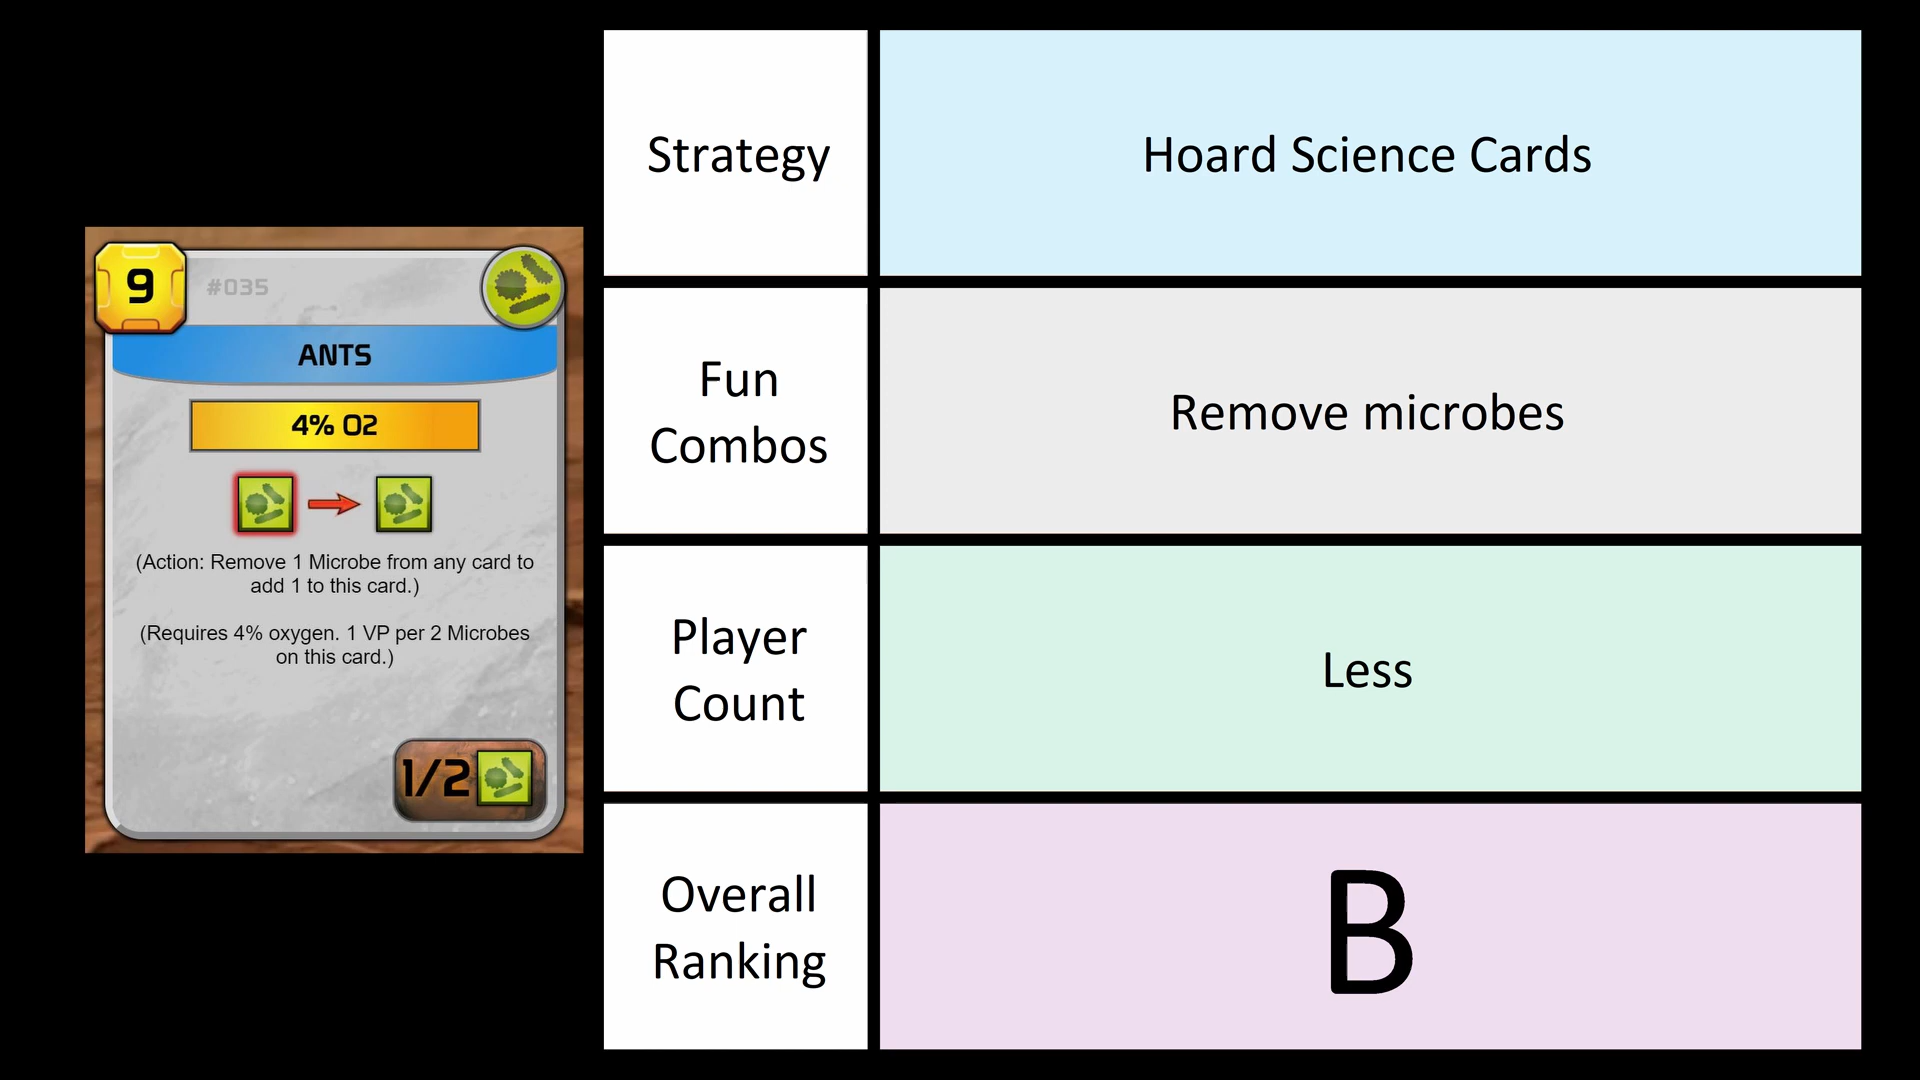 9
#035
ANTS
4% O2
(Action: Remove 1 Microbe from any card to
add 1 to this card.)
(Requires 4% oxygen. 1 VP per 2 Microbes
on this card.)
1/2
Strategy
Hoard Science Cards
Fun
Combos
Remove microbes
Player
Count
Less
Overall
Ranking
B